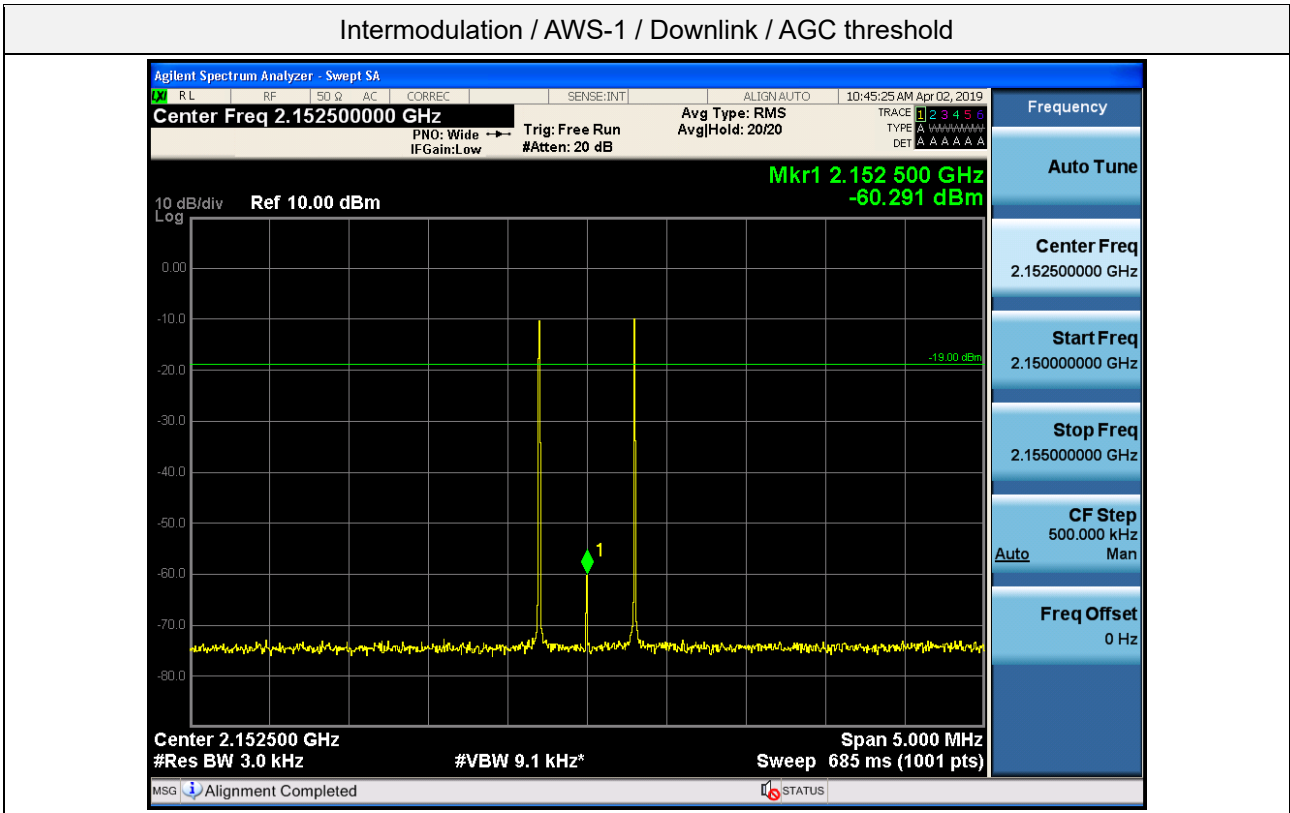 Intermodulation / AWS-1 / Downlink / AGC threshold
Agilent Spectrum Analyzer - Swept SA
LXI RL RF 50 Ω AC CORREC SENSE:INT ALIGN AUTO 10:45:25 AM Apr 02, 2019
Center Freq 2.152500000 GHz
PNO: Wide
IFGain:Low
Trig: Free Run
#Atten: 20 dB
Avg Type: RMS
Avg|Hold: 20/20
TRACE 1 2 3 4 5 6
TYPE A WWWWW
DET A A A A A A
Mkr1 2.152 500 GHz
-60.291 dBm
10 dB/div Ref 10.00 dBm
Log
0.00
-10.0
-19.00 dBm
-20.0
-30.0
-40.0
-50.0
1
-60.0
-70.0
-80.0
Center 2.152500 GHz Span 5.000 MHz
#Res BW 3.0 kHz #VBW 9.1 kHz* Sweep 685 ms (1001 pts)
MSG Alignment Completed STATUS
Frequency
Auto Tune
Center Freq
2.152500000 GHz
Start Freq
2.150000000 GHz
Stop Freq
2.155000000 GHz
CF Step
500.000 kHz
Auto Man
Freq Offset
0 Hz